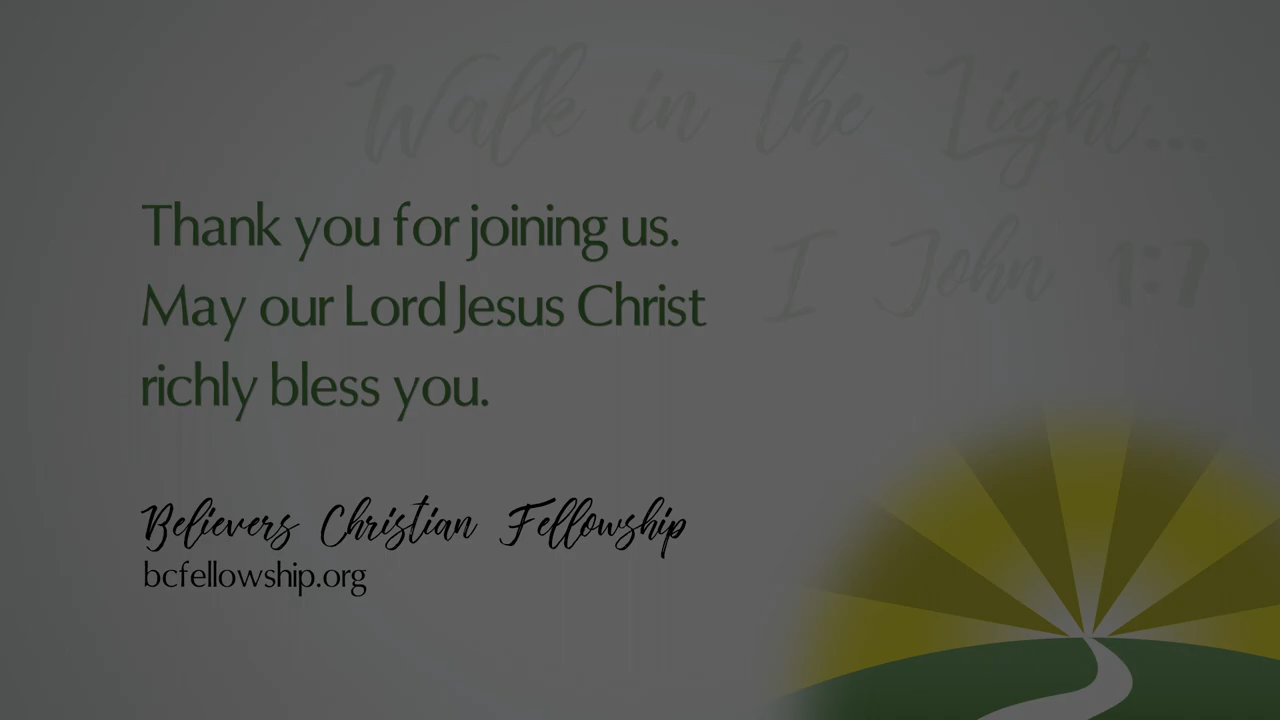 Walk in the Light...
I John 1:7
Thank you for joining us.
May our Lord Jesus Christ
richly bless you.
Believers Christian Fellowship
bcfellowship.org